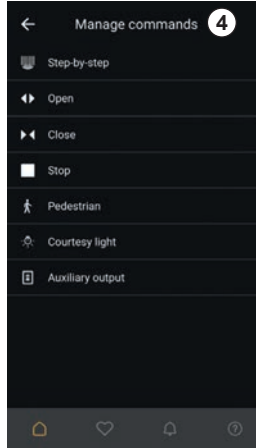 Manage commands 4
Step-by-step
Open
Close
Stop
Pedestrian
Courtesy light
Auxiliary output